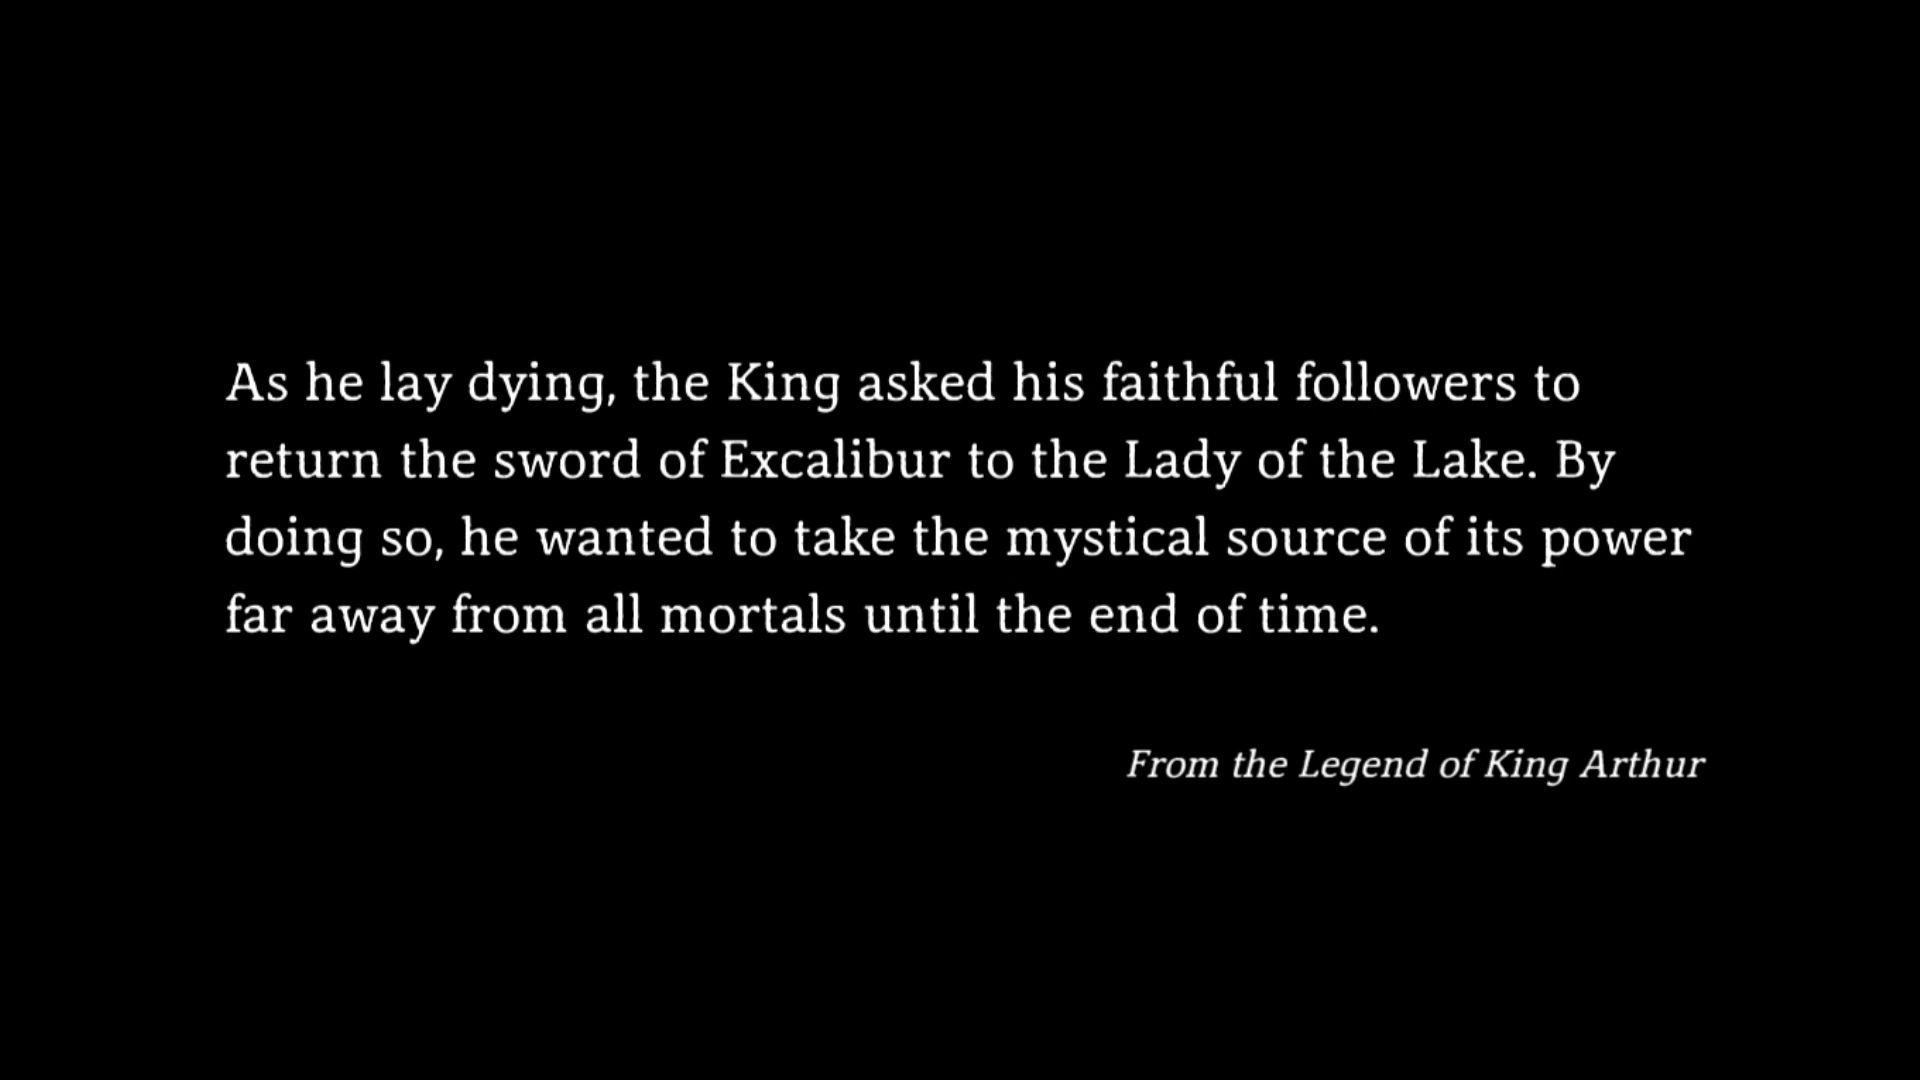 As he lay dying, the King asked his faithful followers to
return the sword of Excalibur to the Lady of the Lake. By
doing so, he wanted to take the mystical source of its power
far away from all mortals until the end of time.
From the Legend of King Arthur